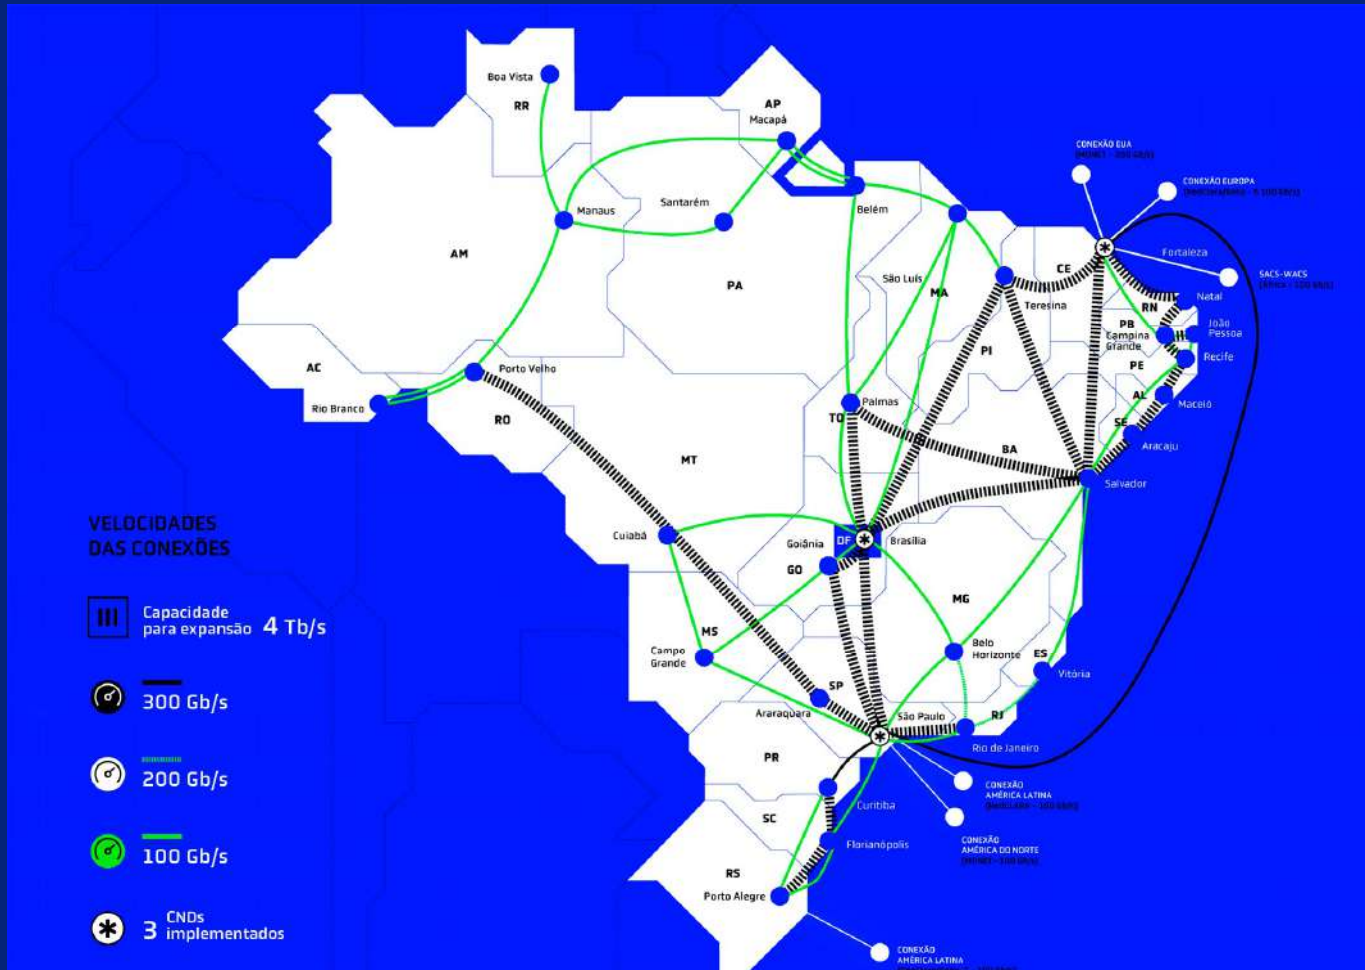 Boa Vista
RR
AP
Macapá
CONEXÃO EUA
CONEXÃO EUROPA
Manaus
Santarém
Belém
AM
PA
São Luís
MA
CE
Fortaleza
SACS-WACS
Teresina
RN
Natal
PB
Campina
Grande
João
Pessoa
PI
PE
Recife
AC
Porto Velho
Rio Branco
RO
TO
Palmas
AL
Maceió
SE
Aracaju
MT
BA
Salvador
VELOCIDADES
DAS CONEXÕES
Cuiabá
Goiânia
DF
Brasília
GO
Capacidade
para expansão 4 Tb/s
MG
MS
Campo
Grande
Belo
Horizonte
ES
Vitória
300 Gb/s
SP
Araraquara
São Paulo
RJ
Rio de Janeiro
200 Gb/s
PR
CONEXÃO
AMÉRICA LATINA
Curitiba
SC
CONEXÃO
AMÉRICA DO NORTE
Florianópolis
100 Gb/s
RS
Porto Alegre
3 CNDs
implementados
CONEXÃO
AMÉRICA LATINA